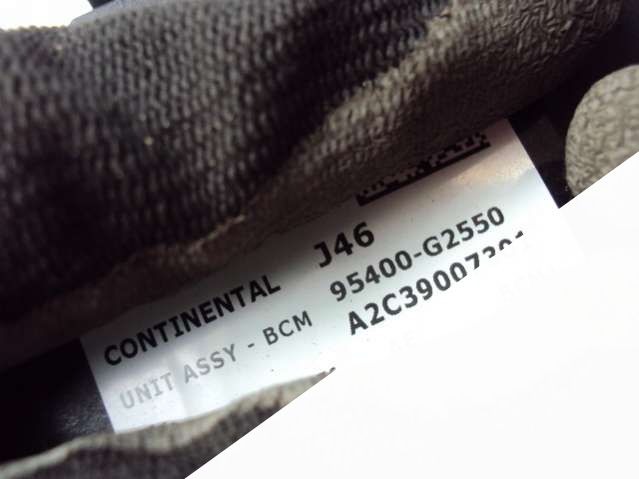 CONTINENTAL J46
UNIT ASSY - BCM 95400-G2550